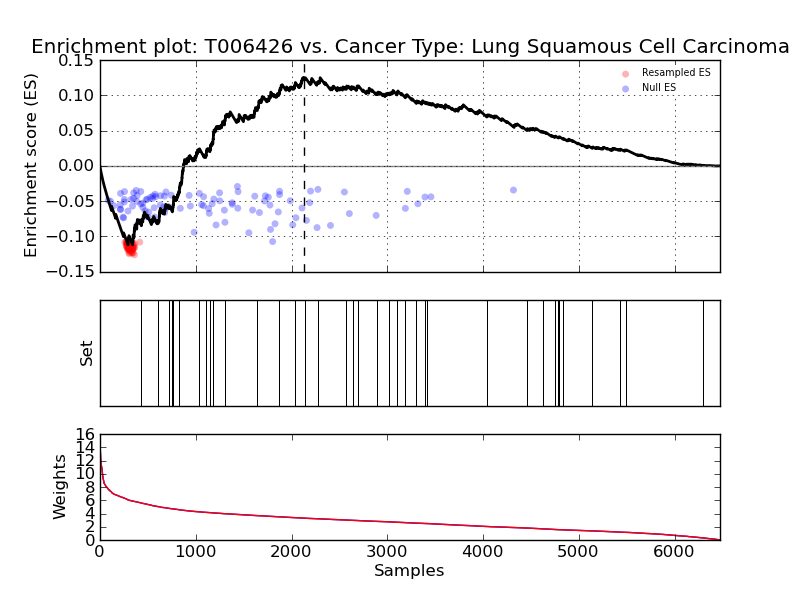 Enrichment plot: T006426 vs. Cancer Type: Lung Squamous Cell Carcinoma
0.15
0.10
0.05
0.00
−0.05
−0.10
−0.15
Enrichment score (ES)
Resampled ES
Null ES
Set
16
14
12
10
8
6
4
2
0
Weights
0 1000 2000 3000 4000 5000 6000
Samples